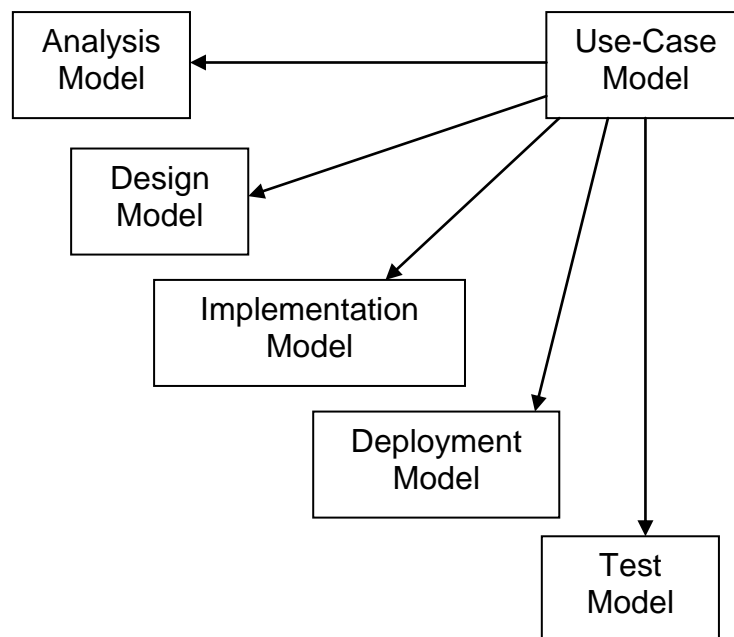 Analysis
Model
Use-Case
Model
Design
Model
Implementation
Model
Deployment
Model
Test
Model